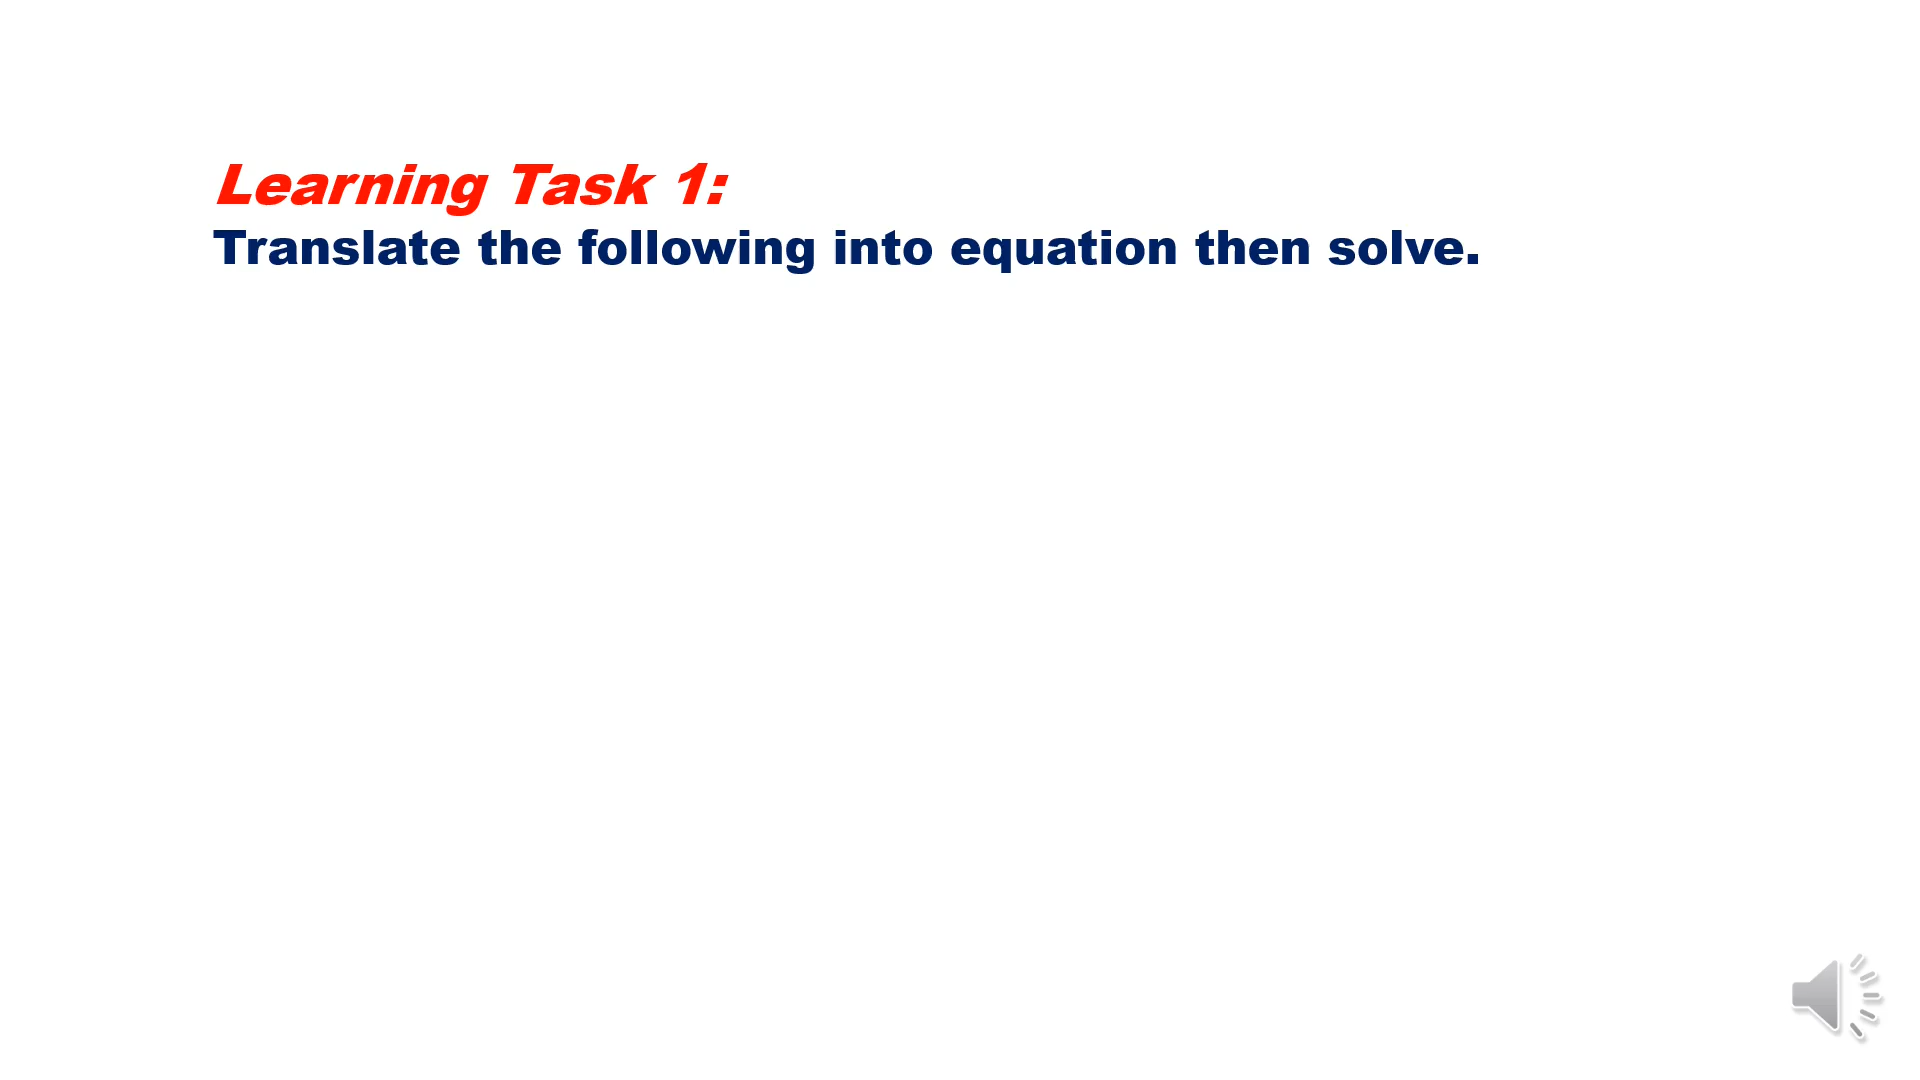 Learning Task 1:
Translate the following into equation then solve.